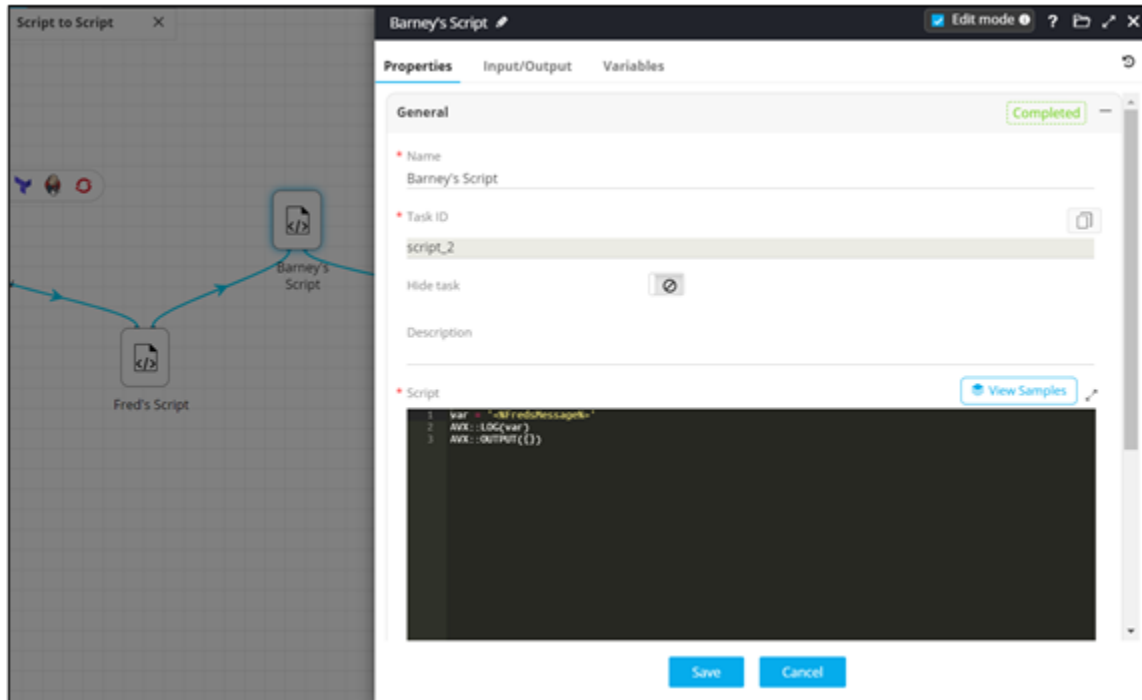 Script to Script
Barney's Script
Edit mode
?
Properties Input/Output Variables
General
Completed
* Name
Barney's Script
* Task ID
script_2
Hide task
Description
* Script
View Samples
1 var = '<%FredsMessage%>'
2 AVX::LOG(var)
3 AVX::OUTPUT({})
Save Cancel
Barney's
Script
Fred's Script